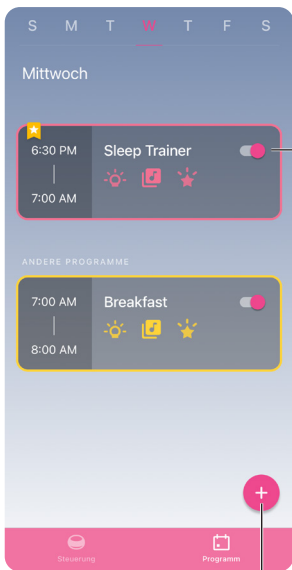 S M T W T F S
Mittwoch
6:30 PM
7:00 AM
Sleep Trainer
ANDERE PROGRAMME
7:00 AM
8:00 AM
Breakfast
Steuerung
Programm